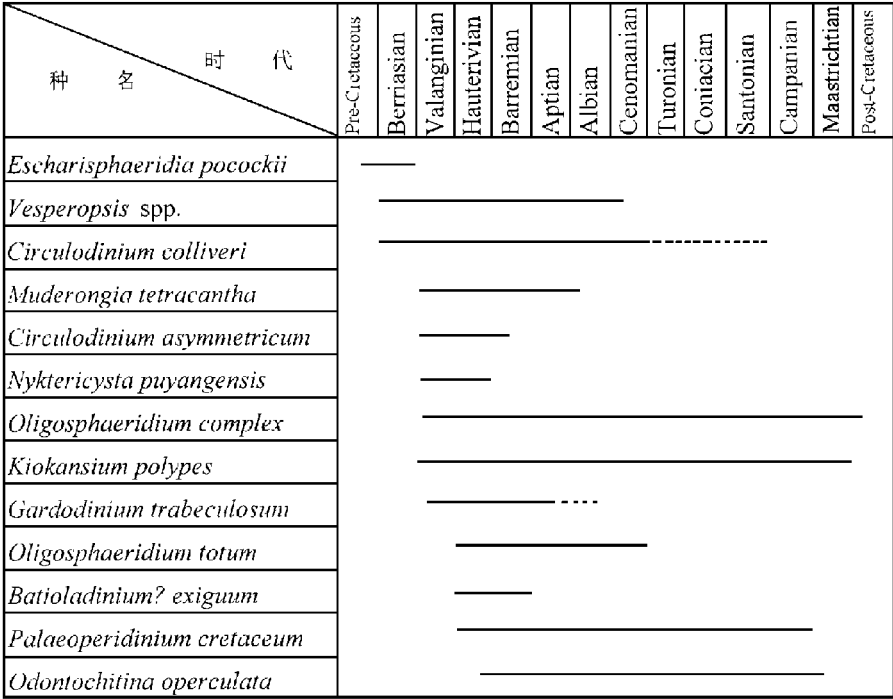 时 代
种 名
Pre-Cretaceous
Berriasian
Valanginian
Hauterivian
Barremian
Aptian
Albian
Cenomanian
Turonian
Coniacian
Santonian
Campanian
Maastrichtian
Post-Cretaceous
Escharisphaeridia pocockii
Vesperopsis spp.
Circulodinium colliveri
Muderongia tetracantha
Circulodinium asymmetricum
Nyktericysta puyangensis
Oligosphaeridium complex
Kiokansium polypes
Gardodinium trabeculosum
Oligosphaeridium totum
Batioladinium? exiguum
Palaeoperidinium cretaceum
Odontochitina operculata